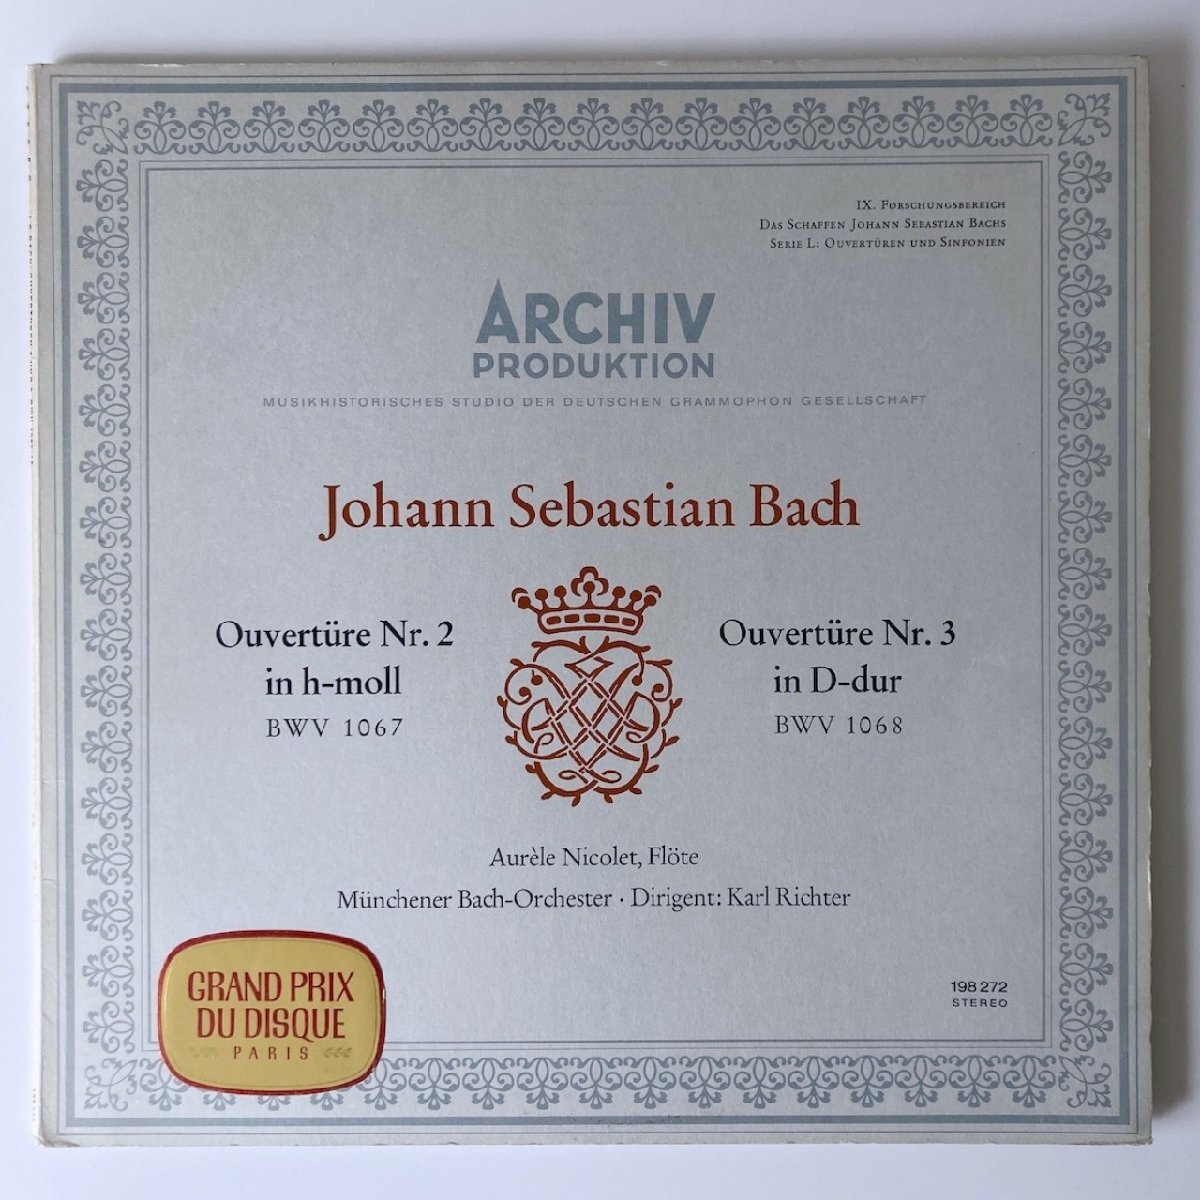 IX. Forschungsbereich
Das Schaffen Johann Sebastian Bachs
Serie L: Ouvertüren und Sinfonien
ARCHIV
PRODUKTION
MUSIKHISTORISCHES STUDIO DER DEUTSCHEN GRAMMOPHON GESELLSCHAFT
Johann Sebastian Bach
Ouvertüre Nr. 2
in h-moll
BWV 1067
Ouvertüre Nr. 3
in D-dur
BWV 1068
Aurèle Nicolet, Flöte
Münchener Bach-Orchester · Dirigent: Karl Richter
GRAND PRIX
DU DISQUE
PARIS
198 272
STEREO